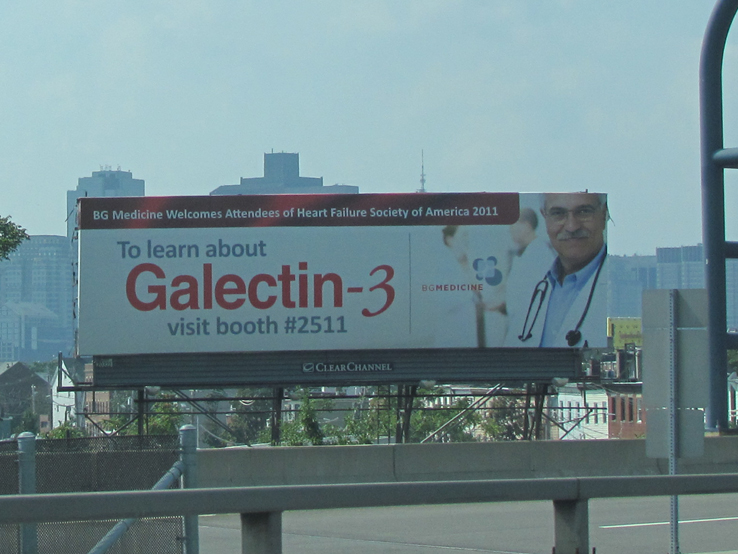 BG Medicine Welcomes Attendees of Heart Failure Society of America 2011
To learn about
Galectin-3
visit booth #2511
BGMEDICINE
CLEARCHANNEL